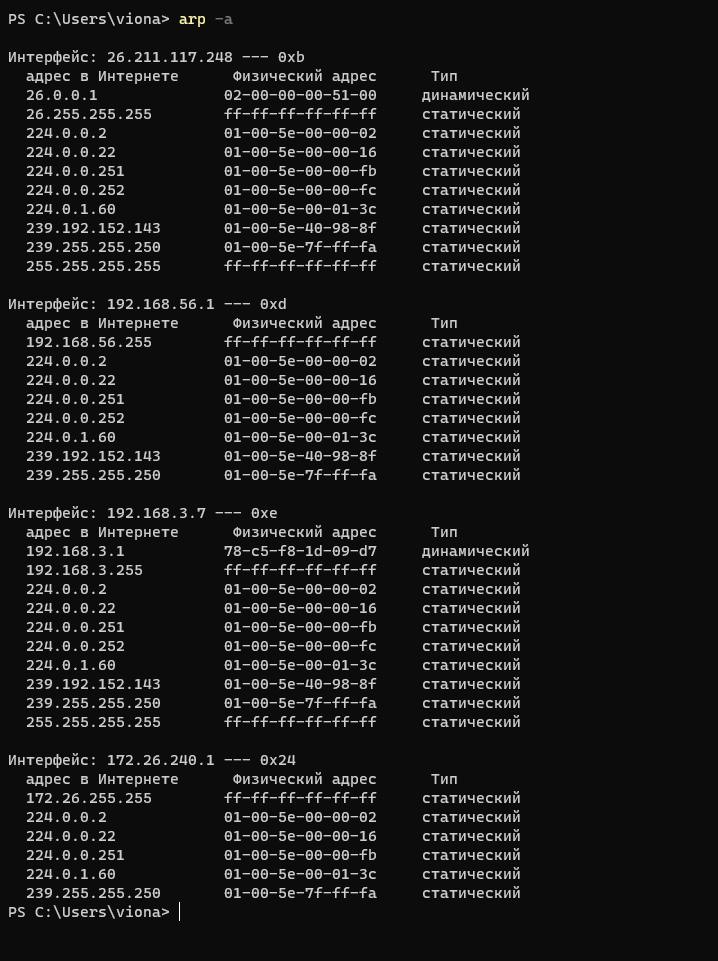 PS C:\Users\viona> arp -a
Интерфейс: 26.211.117.248 --- 0xb
адрес в Интернете Физический адрес Тип
26.0.0.1 02-00-00-00-51-00 динамический
26.255.255.255 ff-ff-ff-ff-ff-ff статический
224.0.0.2 01-00-5e-00-00-02 статический
224.0.0.22 01-00-5e-00-00-16 статический
224.0.0.251 01-00-5e-00-00-fb статический
224.0.0.252 01-00-5e-00-00-fc статический
224.0.1.60 01-00-5e-00-01-3c статический
239.192.152.143 01-00-5e-40-98-8f статический
239.255.255.250 01-00-5e-7f-ff-fa статический
255.255.255.255 ff-ff-ff-ff-ff-ff статический
Интерфейс: 192.168.56.1 --- 0xd
адрес в Интернете Физический адрес Тип
192.168.56.255 ff-ff-ff-ff-ff-ff статический
224.0.0.2 01-00-5e-00-00-02 статический
224.0.0.22 01-00-5e-00-00-16 статический
224.0.0.251 01-00-5e-00-00-fb статический
224.0.0.252 01-00-5e-00-00-fc статический
224.0.1.60 01-00-5e-00-01-3c статический
239.192.152.143 01-00-5e-40-98-8f статический
239.255.255.250 01-00-5e-7f-ff-fa статический
Интерфейс: 192.168.3.7 --- 0xe
адрес в Интернете Физический адрес Тип
192.168.3.1 78-c5-f8-1d-09-d7 динамический
192.168.3.255 ff-ff-ff-ff-ff-ff статический
224.0.0.2 01-00-5e-00-00-02 статический
224.0.0.22 01-00-5e-00-00-16 статический
224.0.0.251 01-00-5e-00-00-fb статический
224.0.0.252 01-00-5e-00-00-fc статический
224.0.1.60 01-00-5e-00-01-3c статический
239.192.152.143 01-00-5e-40-98-8f статический
239.255.255.250 01-00-5e-7f-ff-fa статический
255.255.255.255 ff-ff-ff-ff-ff-ff статический
Интерфейс: 172.26.240.1 --- 0x24
адрес в Интернете Физический адрес Тип
172.26.255.255 ff-ff-ff-ff-ff-ff статический
224.0.0.2 01-00-5e-00-00-02 статический
224.0.0.22 01-00-5e-00-00-16 статический
224.0.0.251 01-00-5e-00-00-fb статический
224.0.1.60 01-00-5e-00-01-3c статический
239.255.255.250 01-00-5e-7f-ff-fa статический
PS C:\Users\viona>